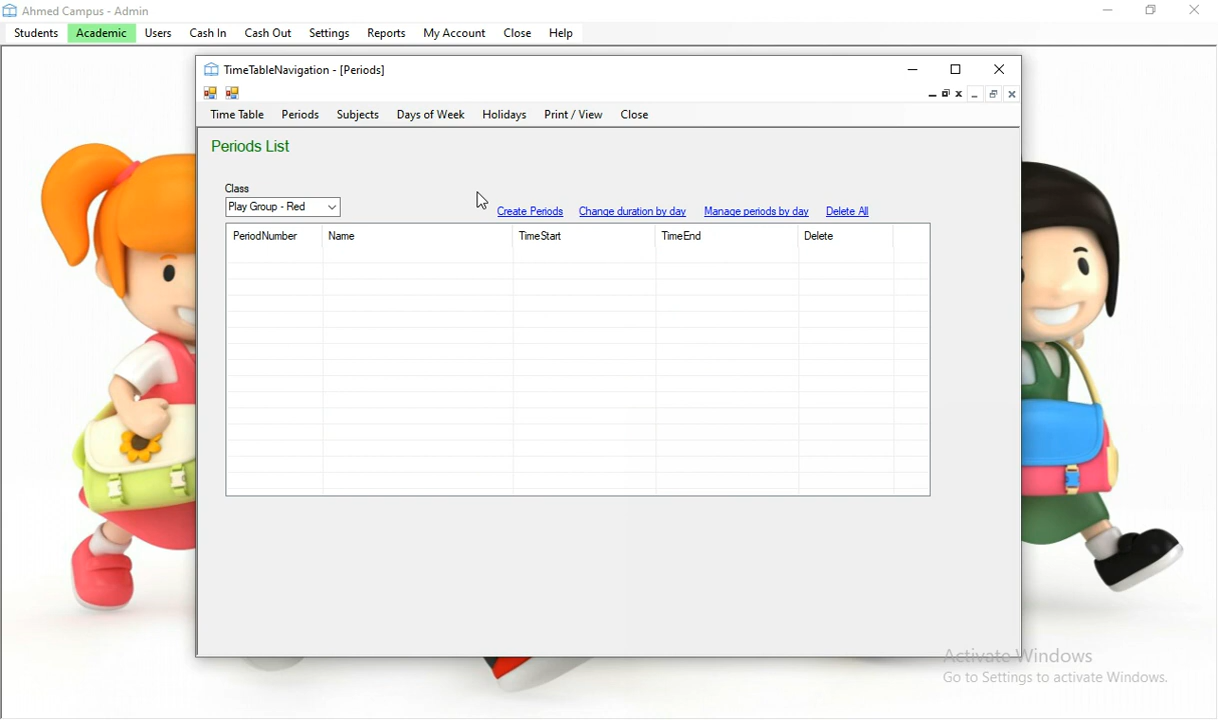 Ahmed Campus - Admin
Students Academic Users Cash In Cash Out Settings Reports My Account Close Help
TimeTableNavigation - [Periods]
Time Table Periods Subjects Days of Week Holidays Print / View Close
Periods List
Class
Play Group - Red
Create Periods Change duration by day Manage periods by day Delete All
PeriodNumber Name TimeStart TimeEnd Delete
Activate Windows
Go to Settings to activate Windows.